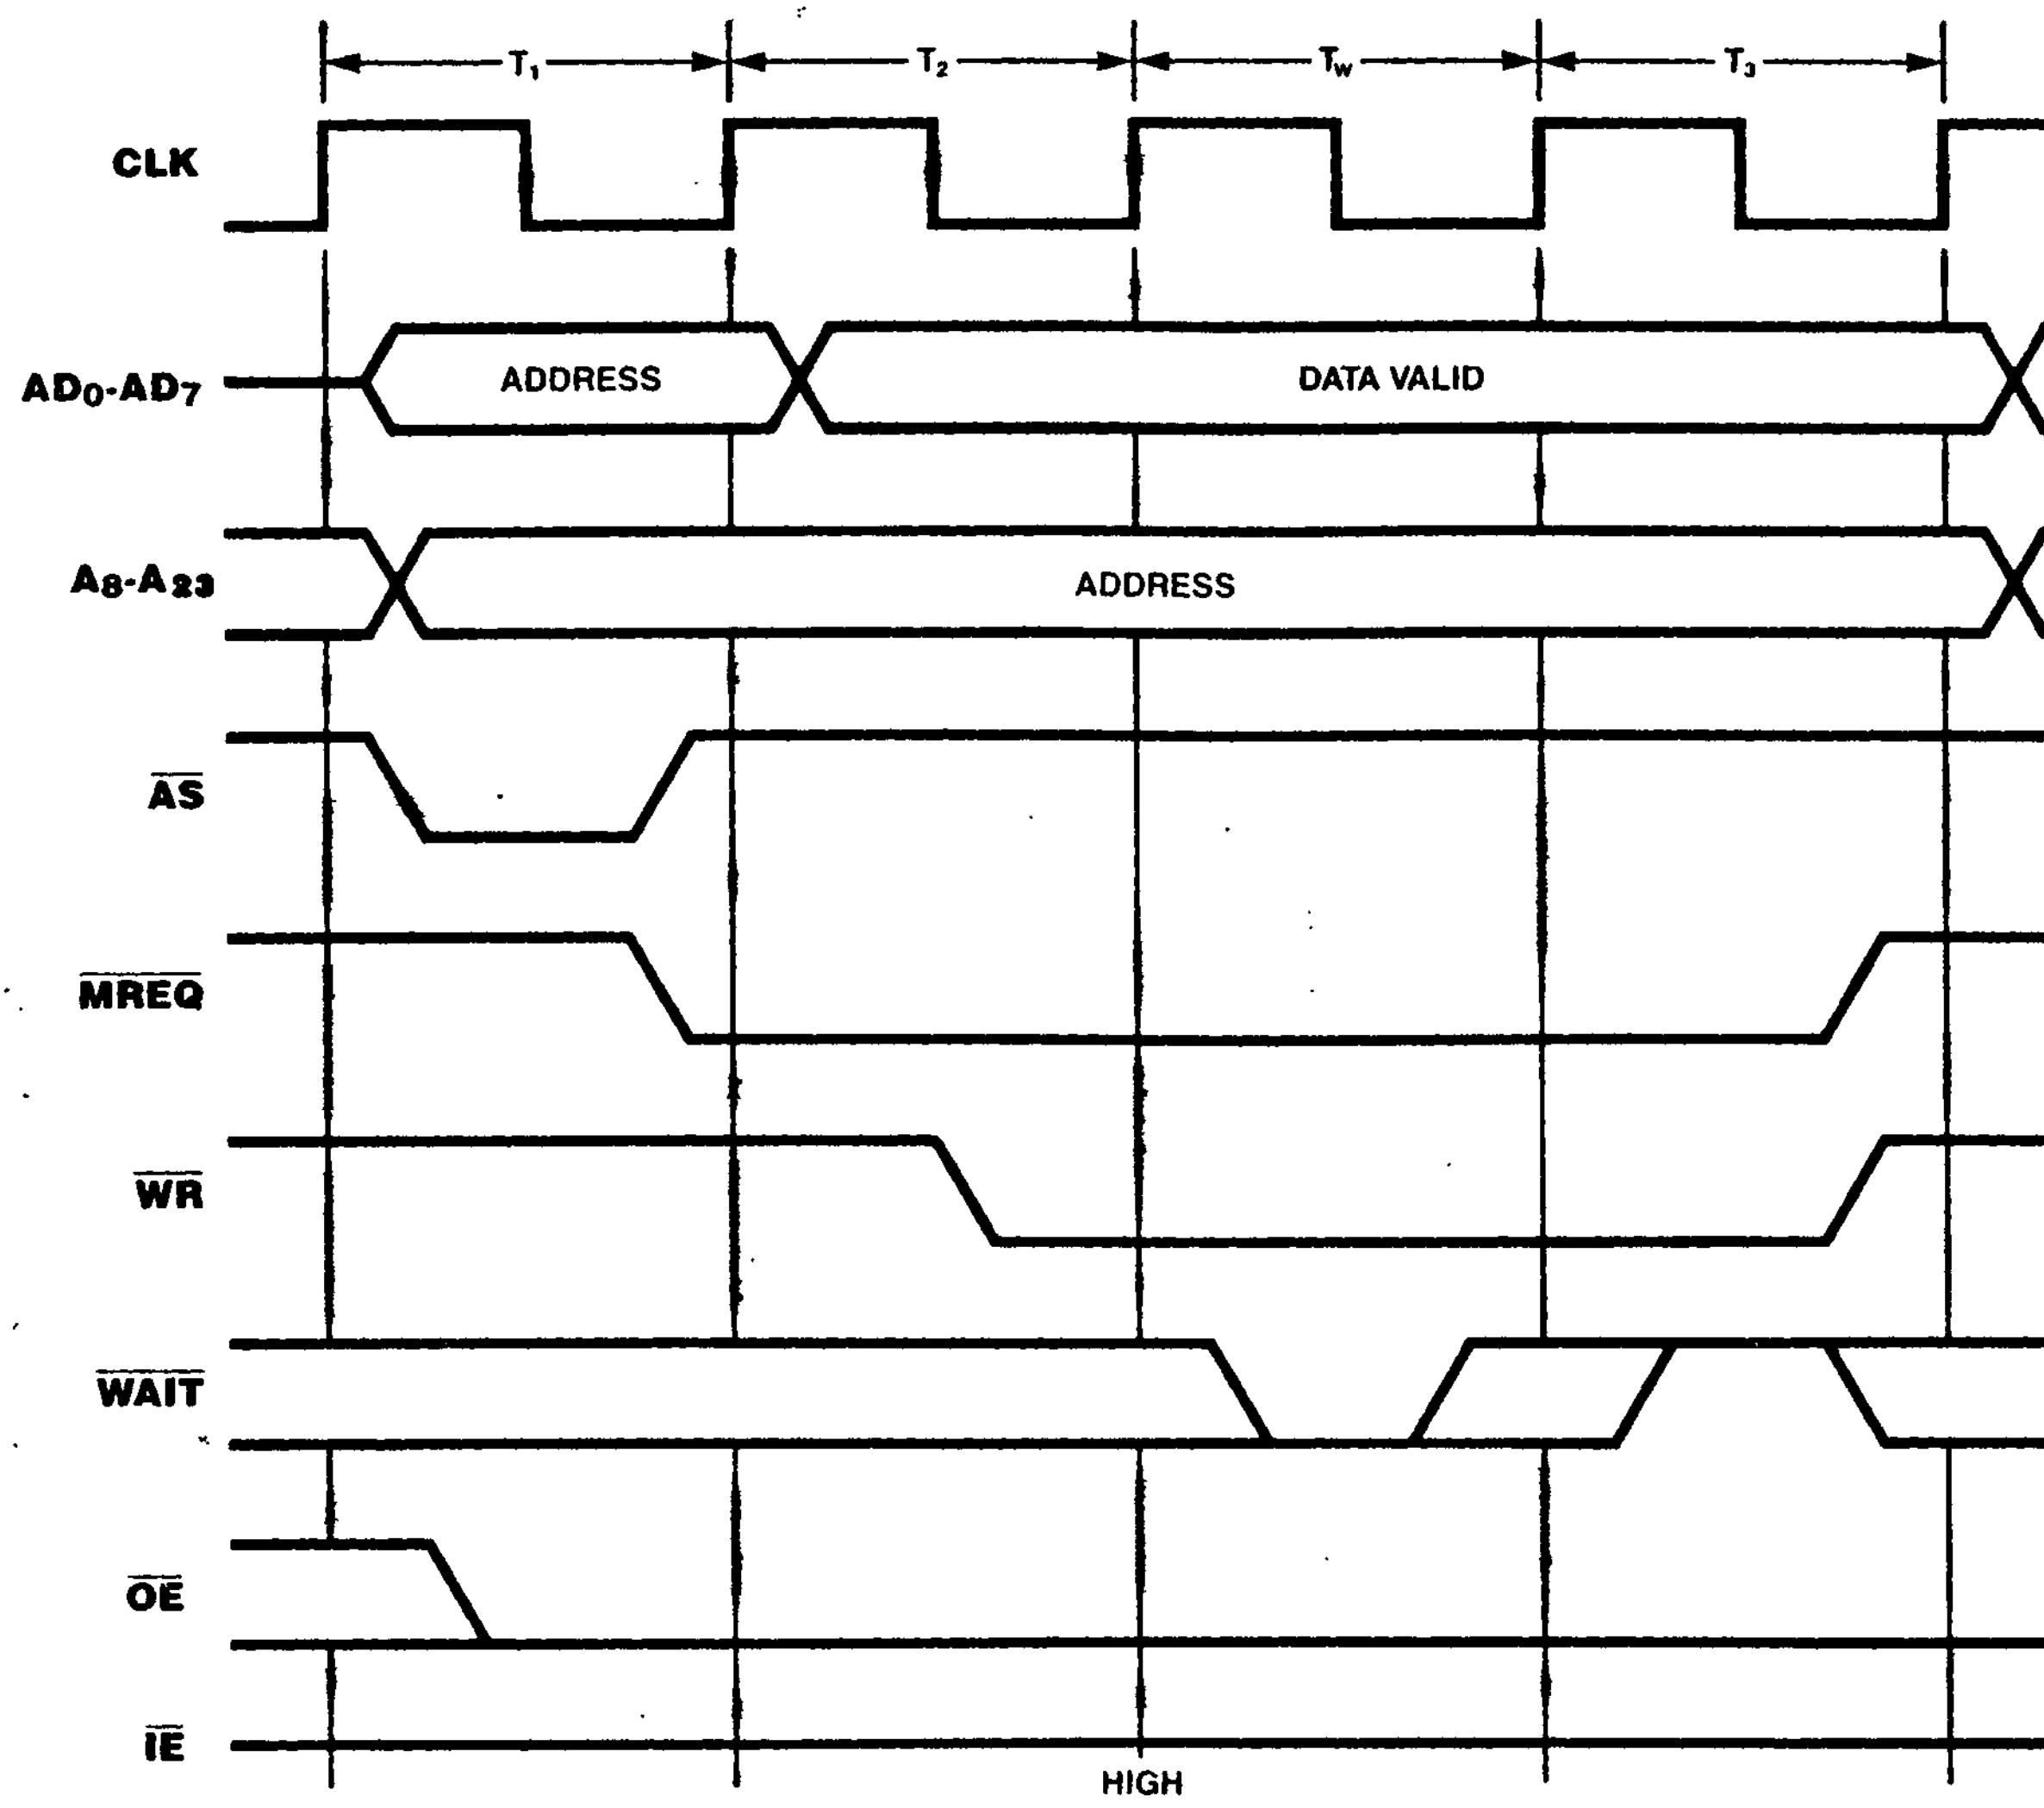 T₁ T₂ Tw T₃
CLK
AD0-AD7 ADDRESS DATA VALID
A8-A23 ADDRESS
AS
MREQ
WR
WAIT
OE
IE
HIGH